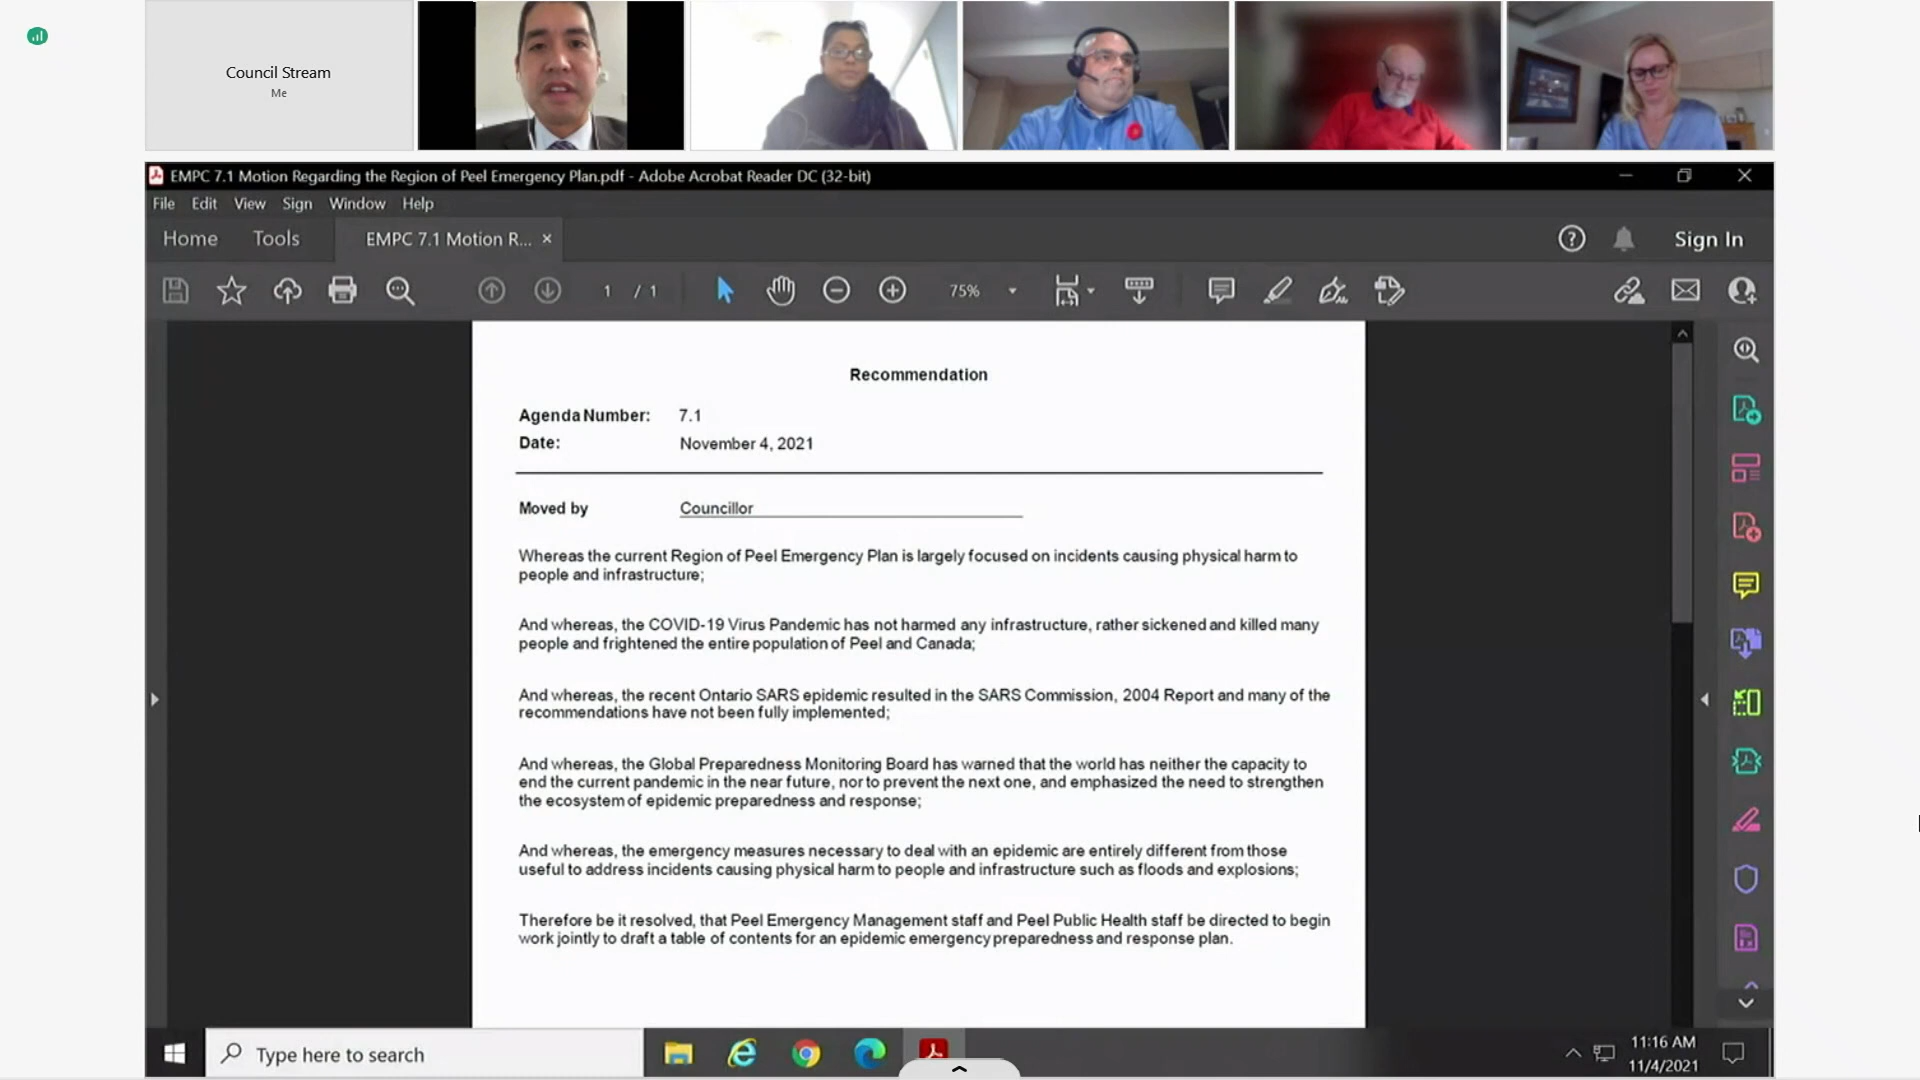 Council Stream
Me
EMPC 7.1 Motion Regarding the Region of Peel Emergency Plan.pdf - Adobe Acrobat Reader DC (32-bit)
File Edit View Sign Window Help
Home Tools EMPC 7.1 Motion R... × Sign In
1 / 1 75%
Recommendation
Agenda Number: 7.1
Date: November 4, 2021
Moved by Councillor
Whereas the current Region of Peel Emergency Plan is largely focused on incidents causing physical harm to
people and infrastructure;
And whereas, the COVID-19 Virus Pandemic has not harmed any infrastructure, rather sickened and killed many
people and frightened the entire population of Peel and Canada;
And whereas, the recent Ontario SARS epidemic resulted in the SARS Commission, 2004 Report and many of the
recommendations have not been fully implemented;
And whereas, the Global Preparedness Monitoring Board has warned that the world has neither the capacity to
end the current pandemic in the near future, nor to prevent the next one, and emphasized the need to strengthen
the ecosystem of epidemic preparedness and response;
And whereas, the emergency measures necessary to deal with an epidemic are entirely different from those
useful to address incidents causing physical harm to people and infrastructure such as floods and explosions;
Therefore be it resolved, that Peel Emergency Management staff and Peel Public Health staff be directed to begin
work jointly to draft a table of contents for an epidemic emergency preparedness and response plan.
Type here to search
11:16 AM
11/4/2021